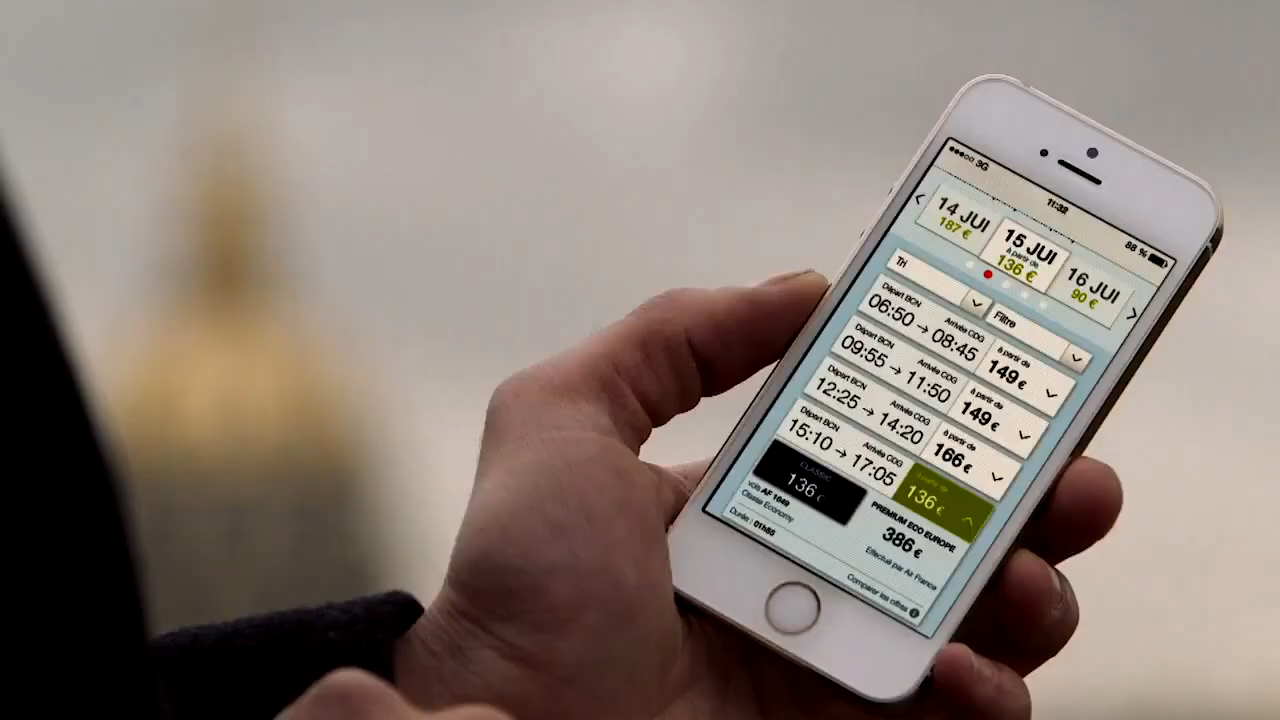 3G
11:32
88 %
14 JUI
187 €
15 JUI
à partir de
136 €
16 JUI
90 €
Tri
Filtre
Départ BCN Arrivée CDG
06:50 → 08:45
à partir de
149 €
Départ BCN Arrivée CDG
09:55 → 11:50
à partir de
149 €
Départ BCN Arrivée CDG
12:25 → 14:20
à partir de
166 €
Départ BCN Arrivée CDG
15:10 → 17:05
à partir de
136 €
CLASSIC
136 €
PREMIUM ECO EUROPE
386 €
vols AF 1649
Classe Economy
Effectué par Air France
Durée : 01h55
Comparer les offres